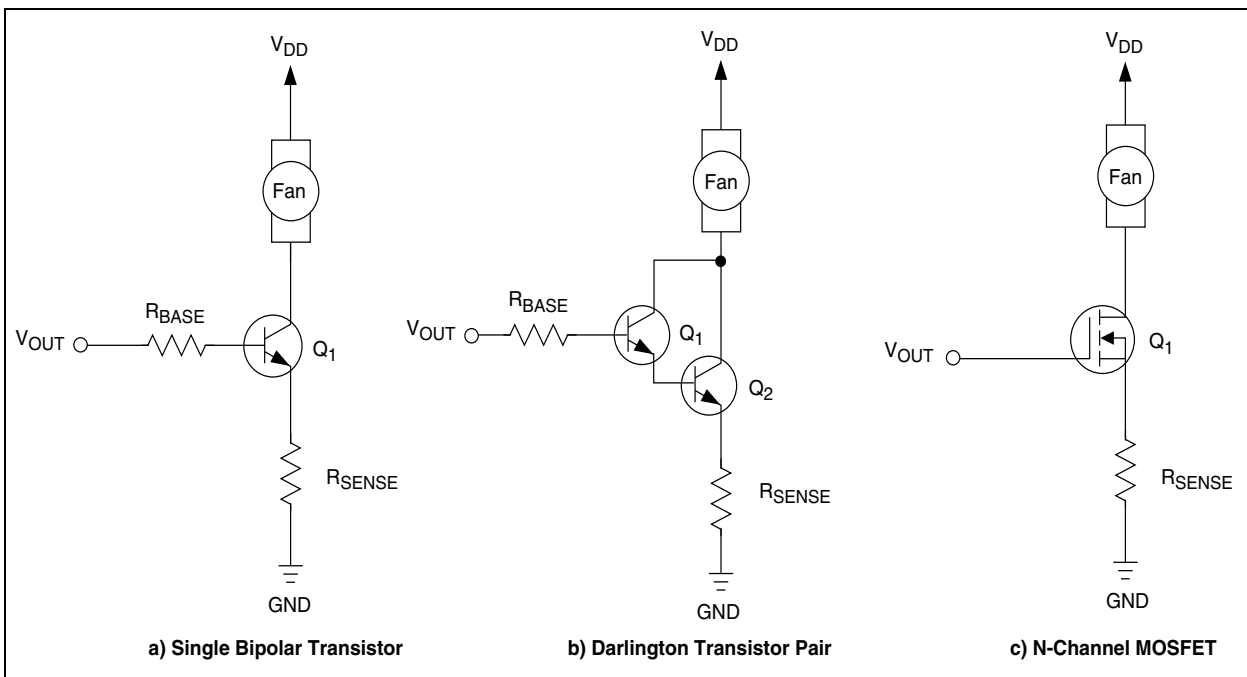 VDD
Fan
RBASE
VOUT
Q1
RSENSE
GND
a) Single Bipolar Transistor
VDD
Fan
RBASE
VOUT
Q1
Q2
RSENSE
GND
b) Darlington Transistor Pair
VDD
Fan
VOUT
Q1
RSENSE
GND
c) N-Channel MOSFET